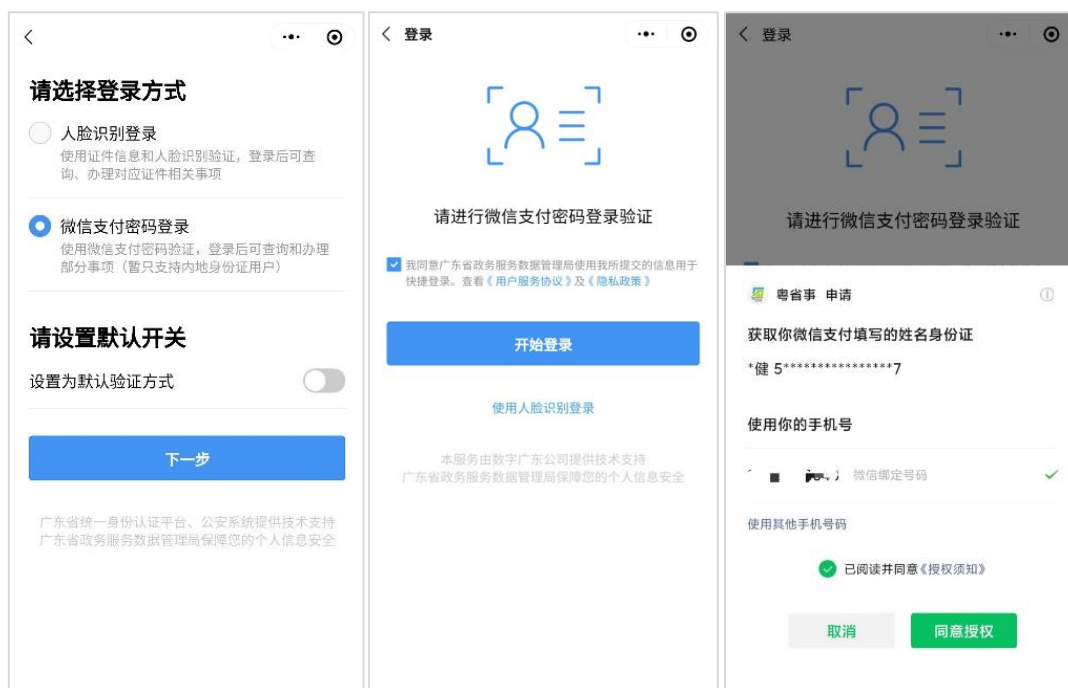 请选择登录方式
人脸识别登录
使用证件信息和人脸识别验证，登录后可查
询、办理对应证件相关事项
微信支付密码登录
使用微信支付密码验证，登录后可查询和办理
部分事项（暂只支持内地身份证用户）
请设置默认开关
设置为默认验证方式
下一步
广东省统一身份认证平台、公安系统提供技术支持
广东省政务服务数据管理局保障您的个人信息安全
登录
请进行微信支付密码登录验证
我同意广东省政务服务数据管理局使用我所提交的信息用于
快捷登录。查看《用户服务协议》及《隐私政策》
开始登录
使用人脸识别登录
本服务由数字广东公司提供技术支持
广东省政务服务数据管理局保障您的个人信息安全
登录
请进行微信支付密码登录验证
粤省事 申请
获取你微信支付填写的姓名身份证
*健 5****************7
使用你的手机号
微信绑定号码
使用其他手机号码
已阅读并同意《授权须知》
取消
同意授权